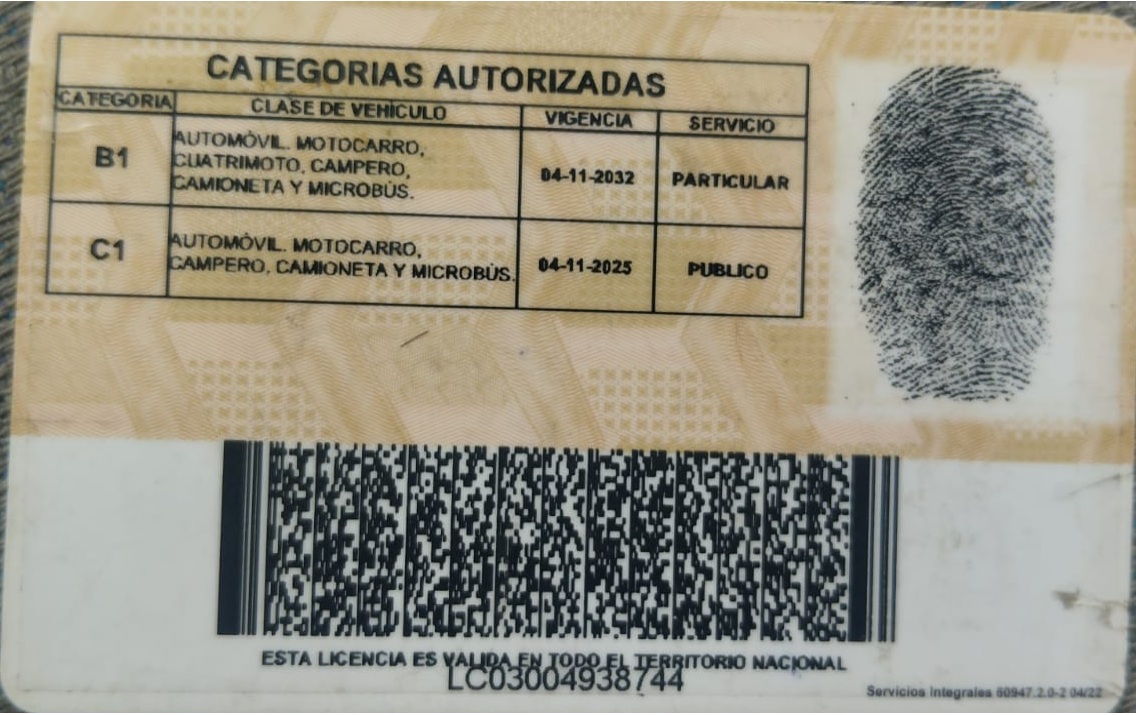 CATEGORIAS AUTORIZADAS
CATEGORIA CLASE DE VEHÍCULO VIGENCIA SERVICIO
B1 AUTOMÓVIL. MOTOCARRO, CUATRIMOTO, CAMPERO, CAMIONETA Y MICROBÚS. 04-11-2032 PARTICULAR
C1 AUTOMÓVIL. MOTOCARRO, CAMPERO, CAMIONETA Y MICROBÚS. 04-11-2025 PUBLICO
ESTA LICENCIA ES VALIDA EN TODO EL TERRITORIO NACIONAL
LC03004938744
Servicios Integrales 60947.2.0-2 04/22